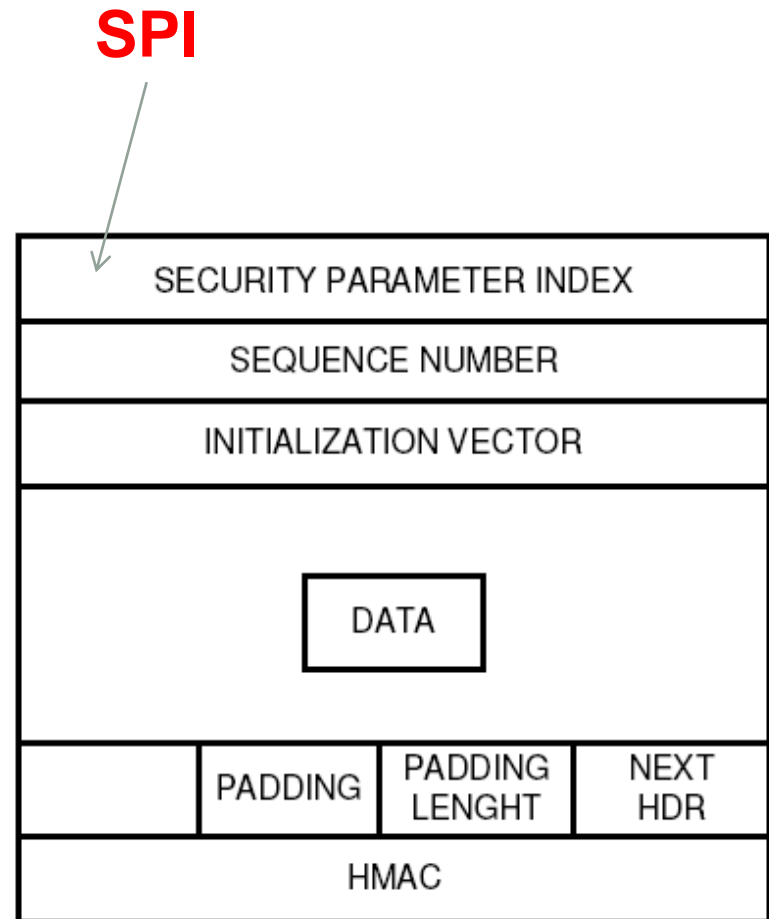 SPI
SECURITY PARAMETER INDEX
SEQUENCE NUMBER
INITIALIZATION VECTOR
DATA
PADDING
PADDING
LENGHT
NEXT
HDR
HMAC